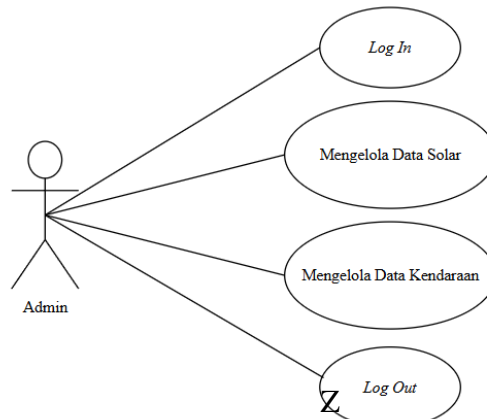 Log In
Mengelola Data Solar
Mengelola Data Kendaraan
Admin
Log Out
Z